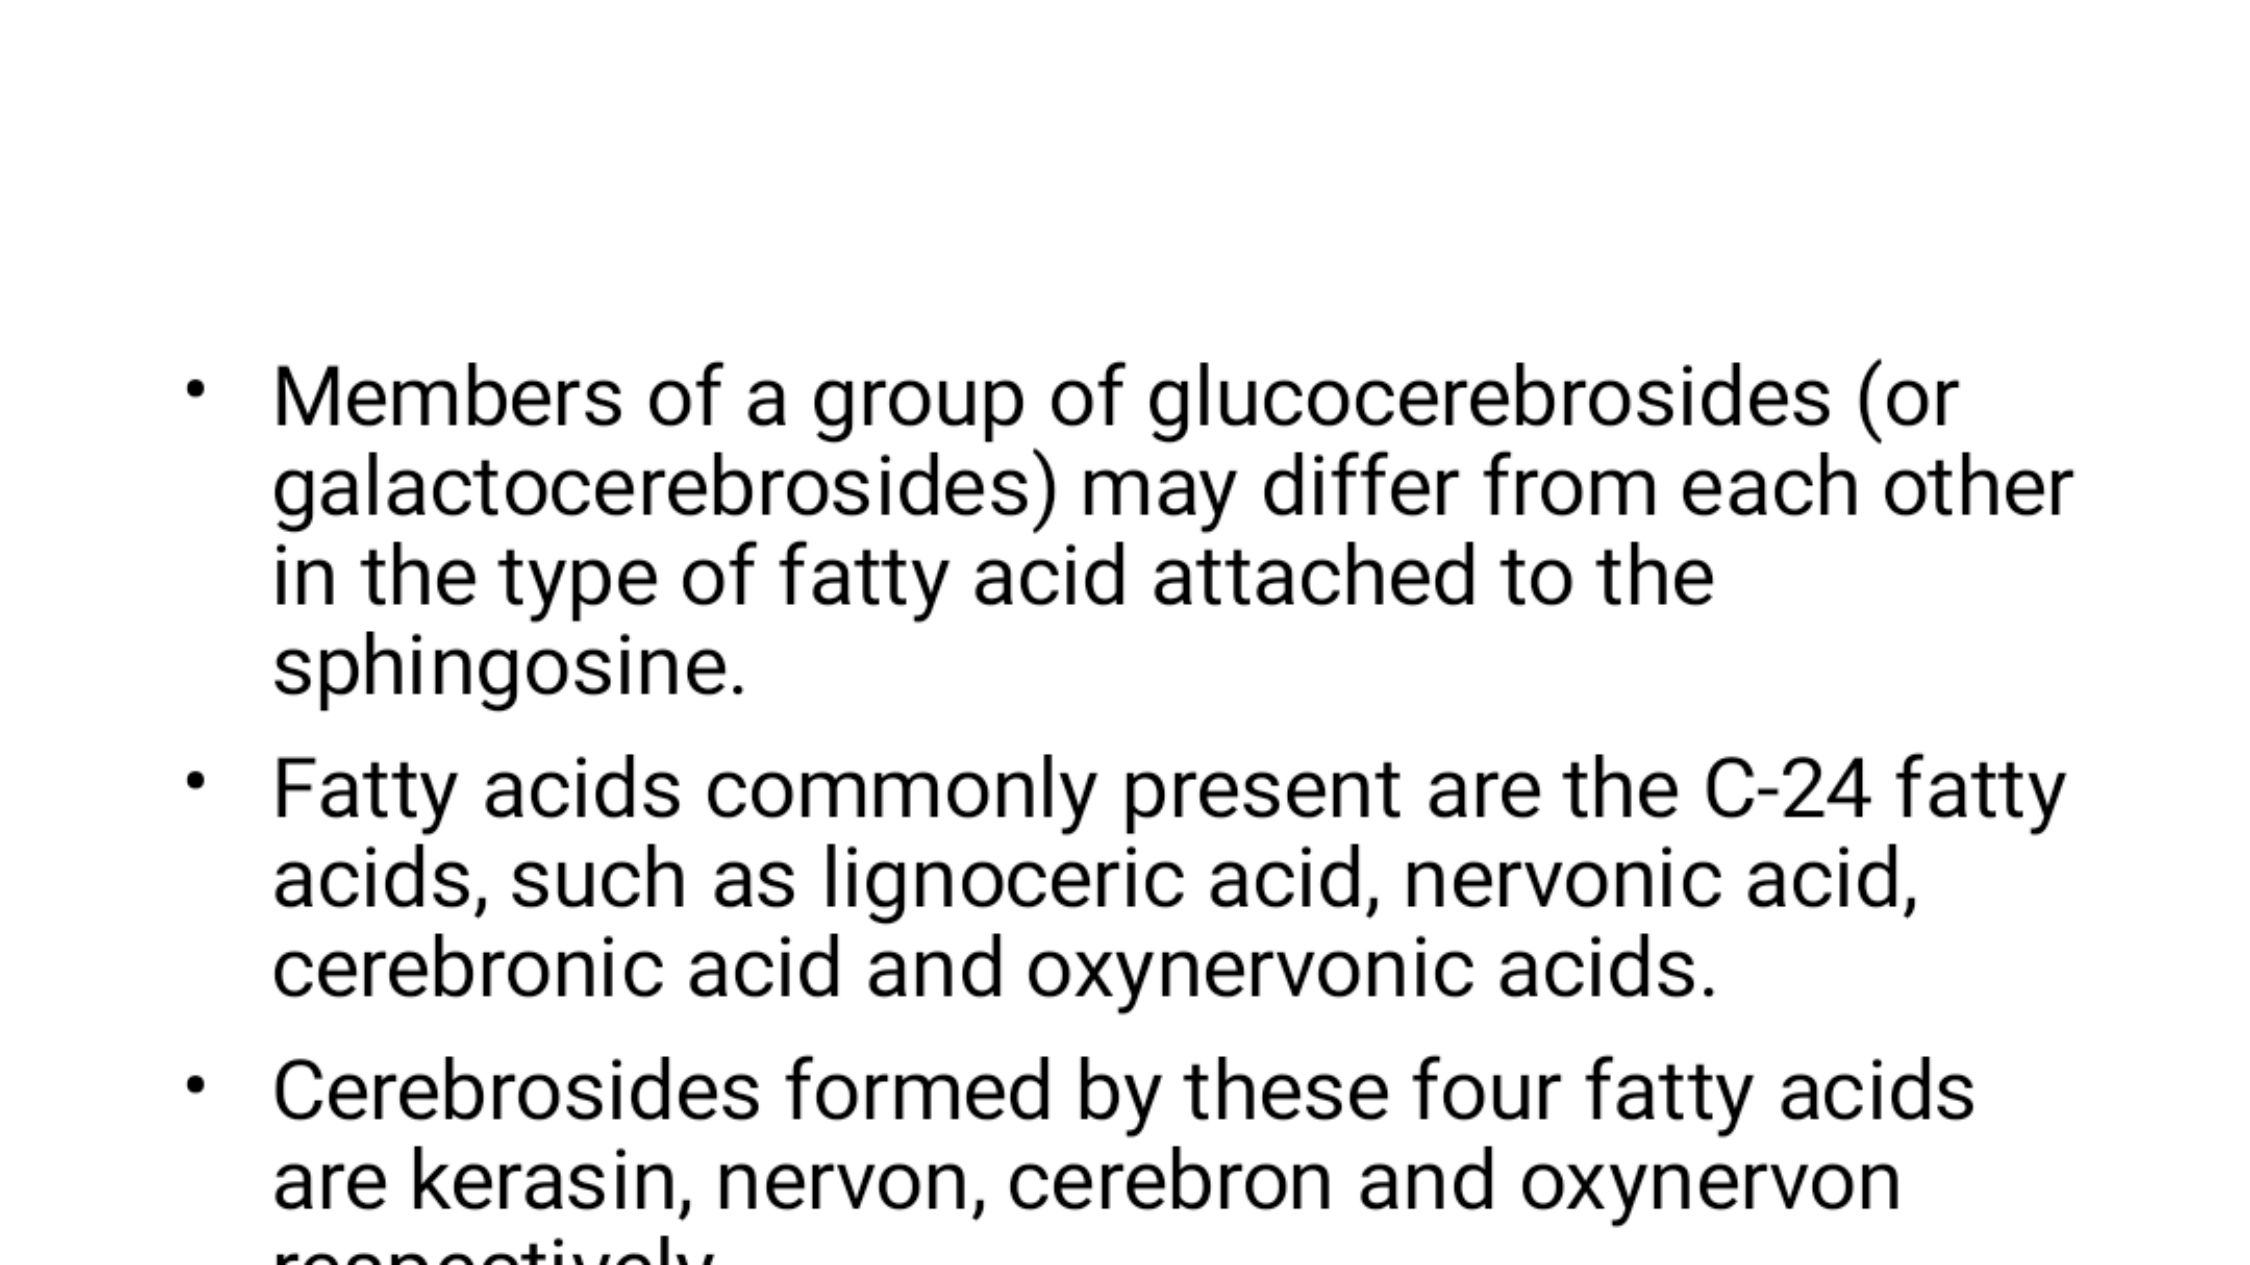 • Members of a group of glucocerebrosides (or
galactocerebrosides) may differ from each other
in the type of fatty acid attached to the
sphingosine.
• Fatty acids commonly present are the C-24 fatty
acids, such as lignoceric acid, nervonic acid,
cerebronic acid and oxynervonic acids.
• Cerebrosides formed by these four fatty acids
are kerasin, nervon, cerebron and oxynervon
respectively